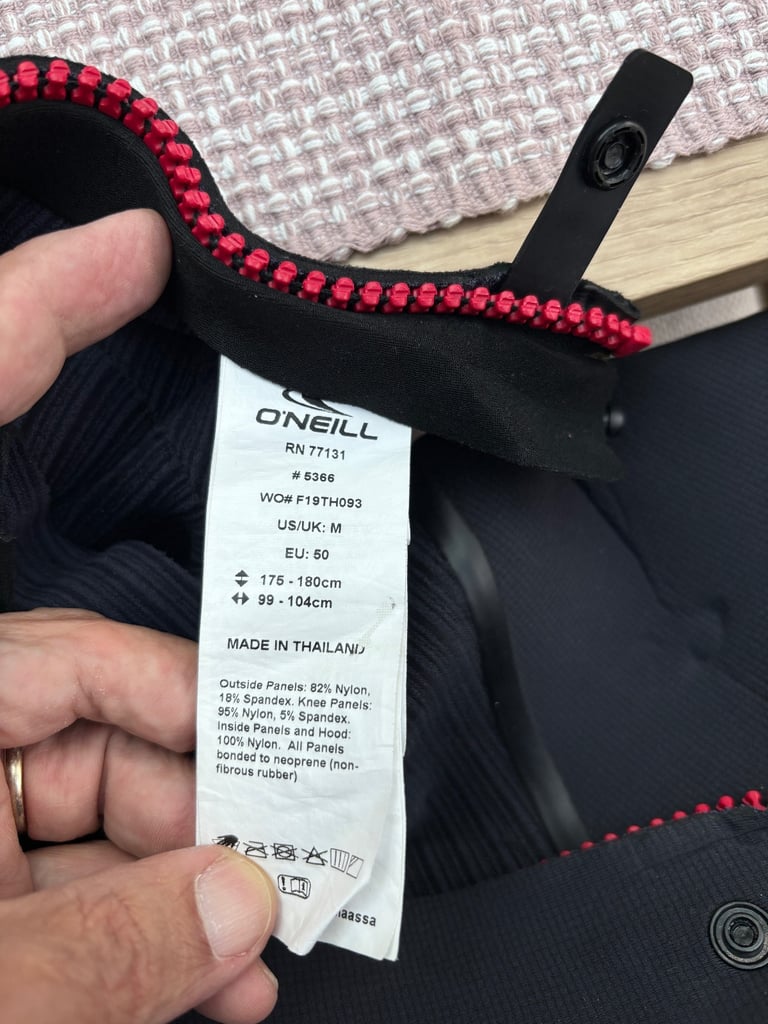 O'NEILL
RN 77131
# 5366
WO# F19TH093
US/UK: M
EU: 50
175 - 180cm
99 - 104cm
MADE IN THAILAND
Outside Panels: 82% Nylon,
18% Spandex. Knee Panels:
95% Nylon, 5% Spandex.
Inside Panels and Hood:
100% Nylon. All Panels
bonded to neoprene (non-
fibrous rubber)